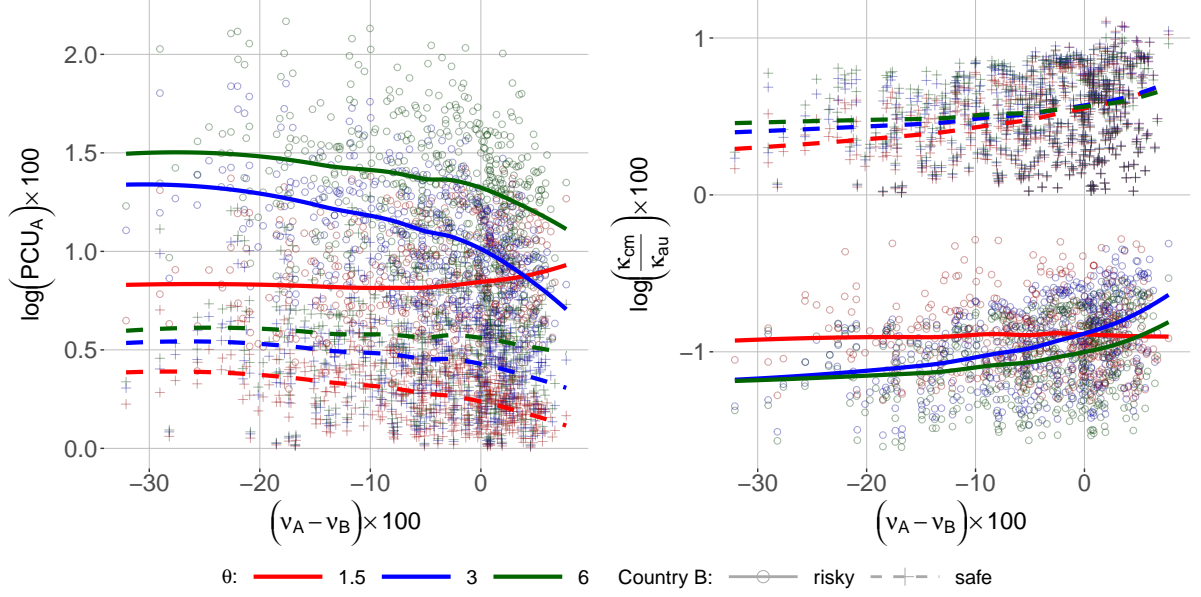 log(PCU_A)×100
2.0
1.5
1.0
0.5
0.0
−30 −20 −10 0
(ν_A − ν_B)×100
log(κ_cm/κ_au)×100
1
0
−1
−30 −20 −10 0
(ν_A − ν_B)×100
θ: 1.5 3 6 Country B: risky safe